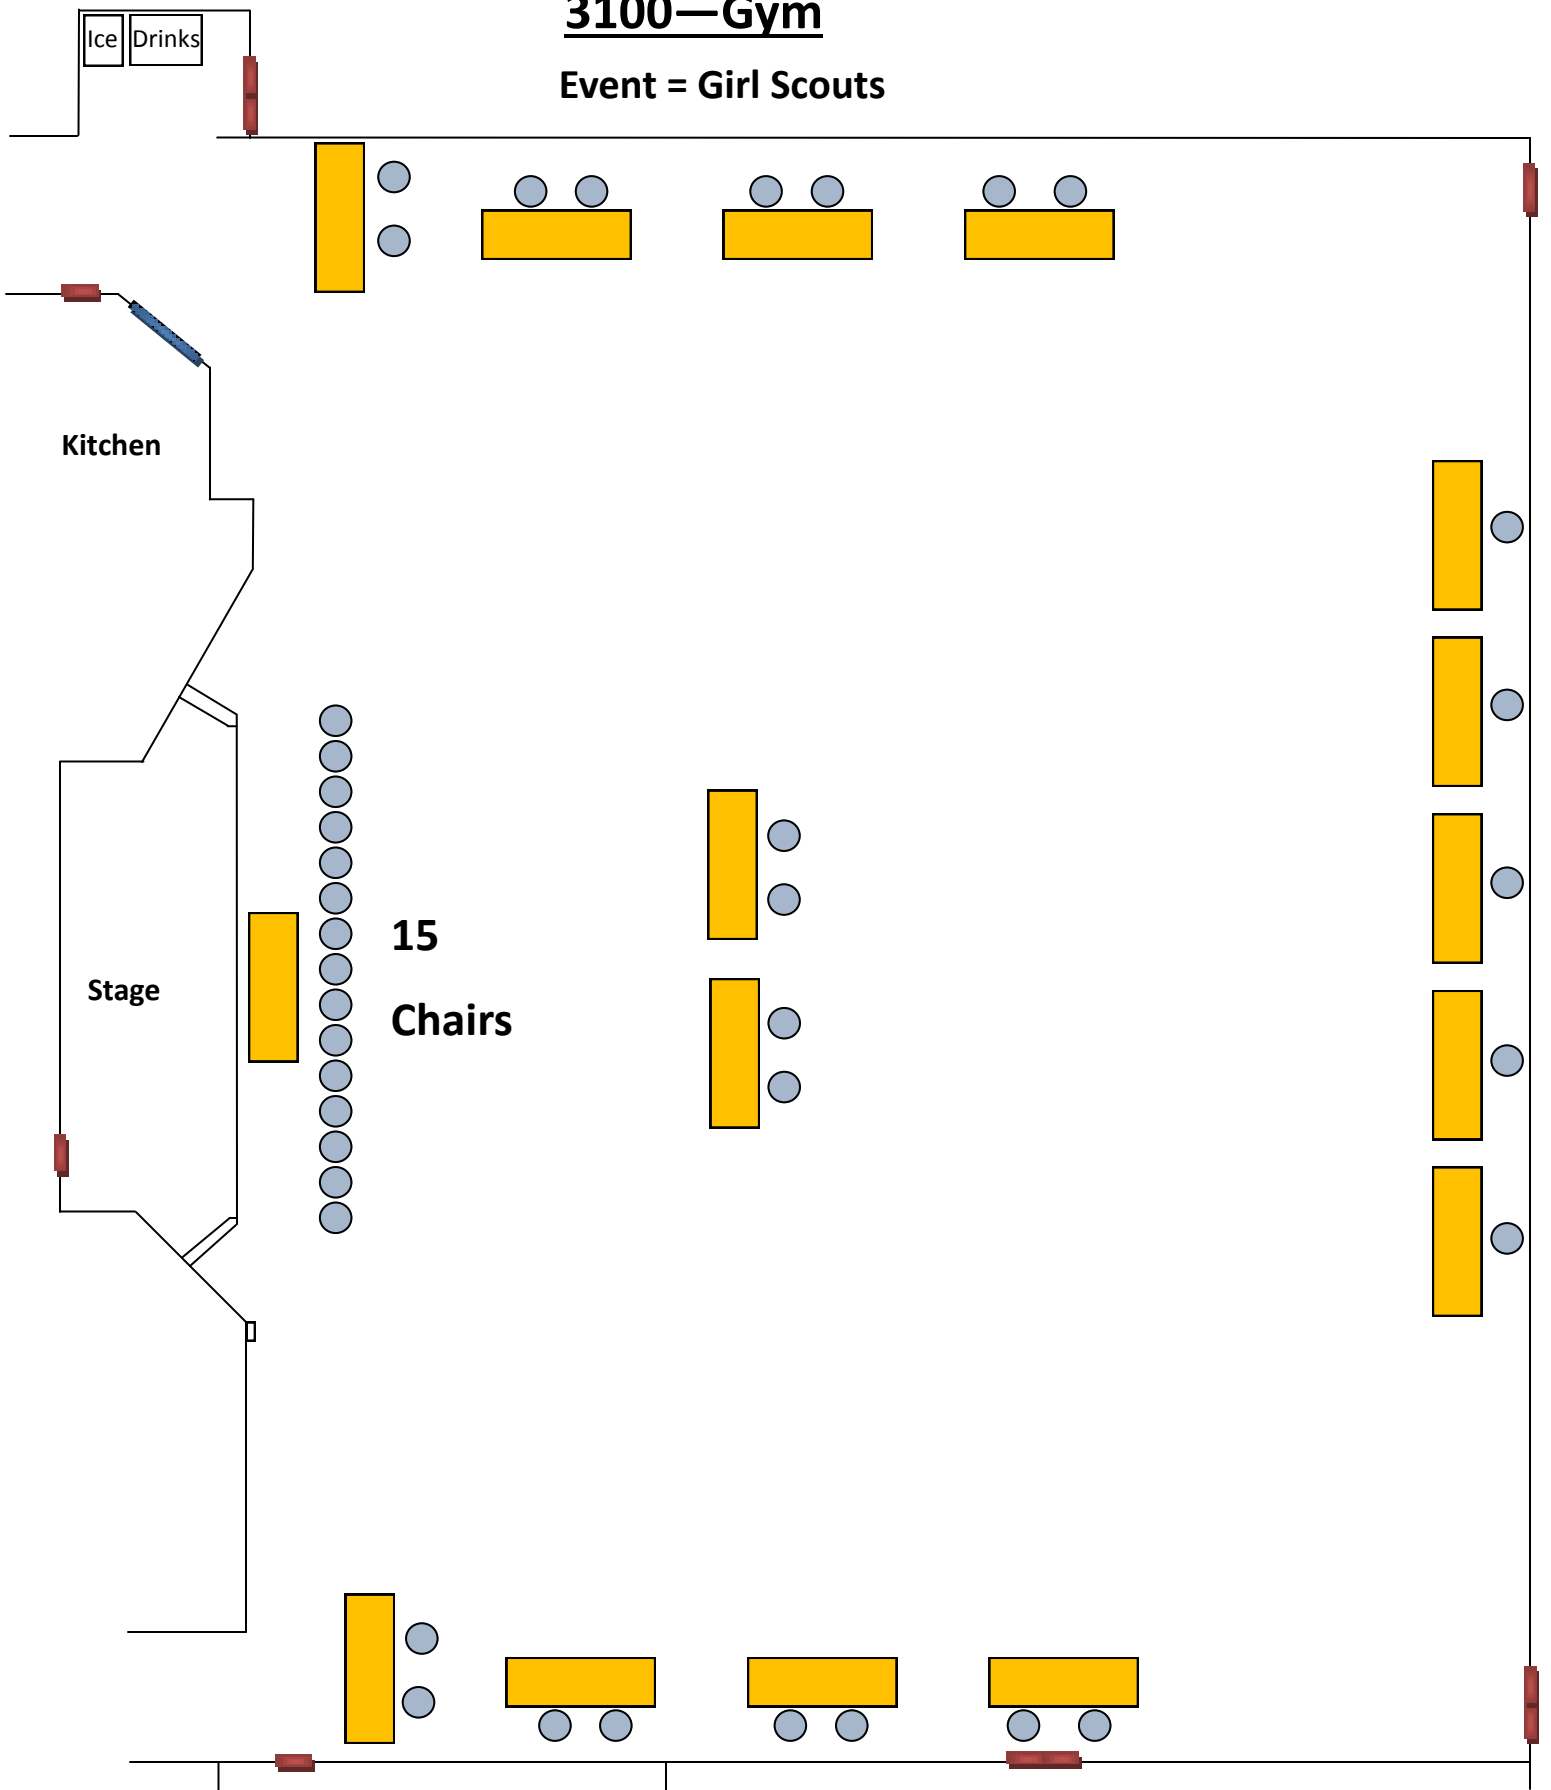 3100—Gym
Event = Girl Scouts
Ice
Drinks
Kitchen
15
Chairs
Stage